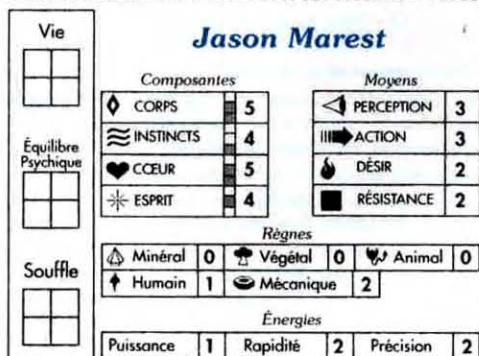 Vie
Équilibre
Psychique
Souffle
Jason Marest
Composantes
CORPS 5
INSTINCTS 4
CŒUR 5
ESPRIT 4
Moyens
PERCEPTION 3
ACTION 3
DÉSIR 2
RÉSISTANCE 2
Règnes
Minéral 0 Végétal 0 Animal 0
Humain 1 Mécanique 2
Énergies
Puissance 1 Rapidité 2 Précision 2